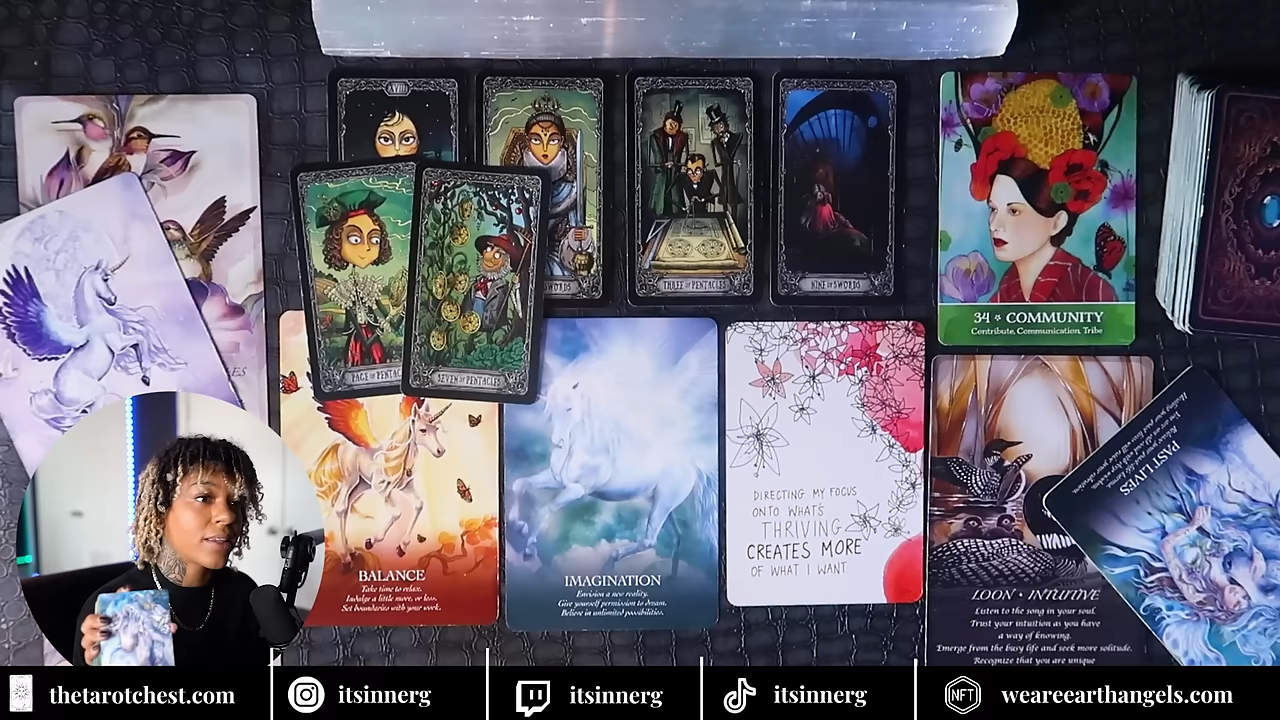 XVIII
SWORDS
THREE OF PENTACLES
NINE OF SWORDS
PAGE OF PENTAC
SEVEN OF PENTACLES
34 * COMMUNITY
Contribute, Communication, Tribe
BALANCE
Take time to relax.
Indulge a little more, or less.
Set boundaries with your work.
IMAGINATION
Envision a new reality.
Give yourself permission to dream.
Believe in unlimited possibilities.
DIRECTING MY FOCUS
ONTO WHAT'S
THRIVING
CREATES MORE
OF WHAT I WANT
LOON • INTUITIVE
Listen to the song in your soul.
Trust your intuition as you have
a way of knowing.
Emerge from the busy life and seek more solitude.
Recognize that you are unique
PAST LIVES
thetarotchest.com
itsinnerg
itsinnerg
itsinnerg
NFT
weareearthangels.com